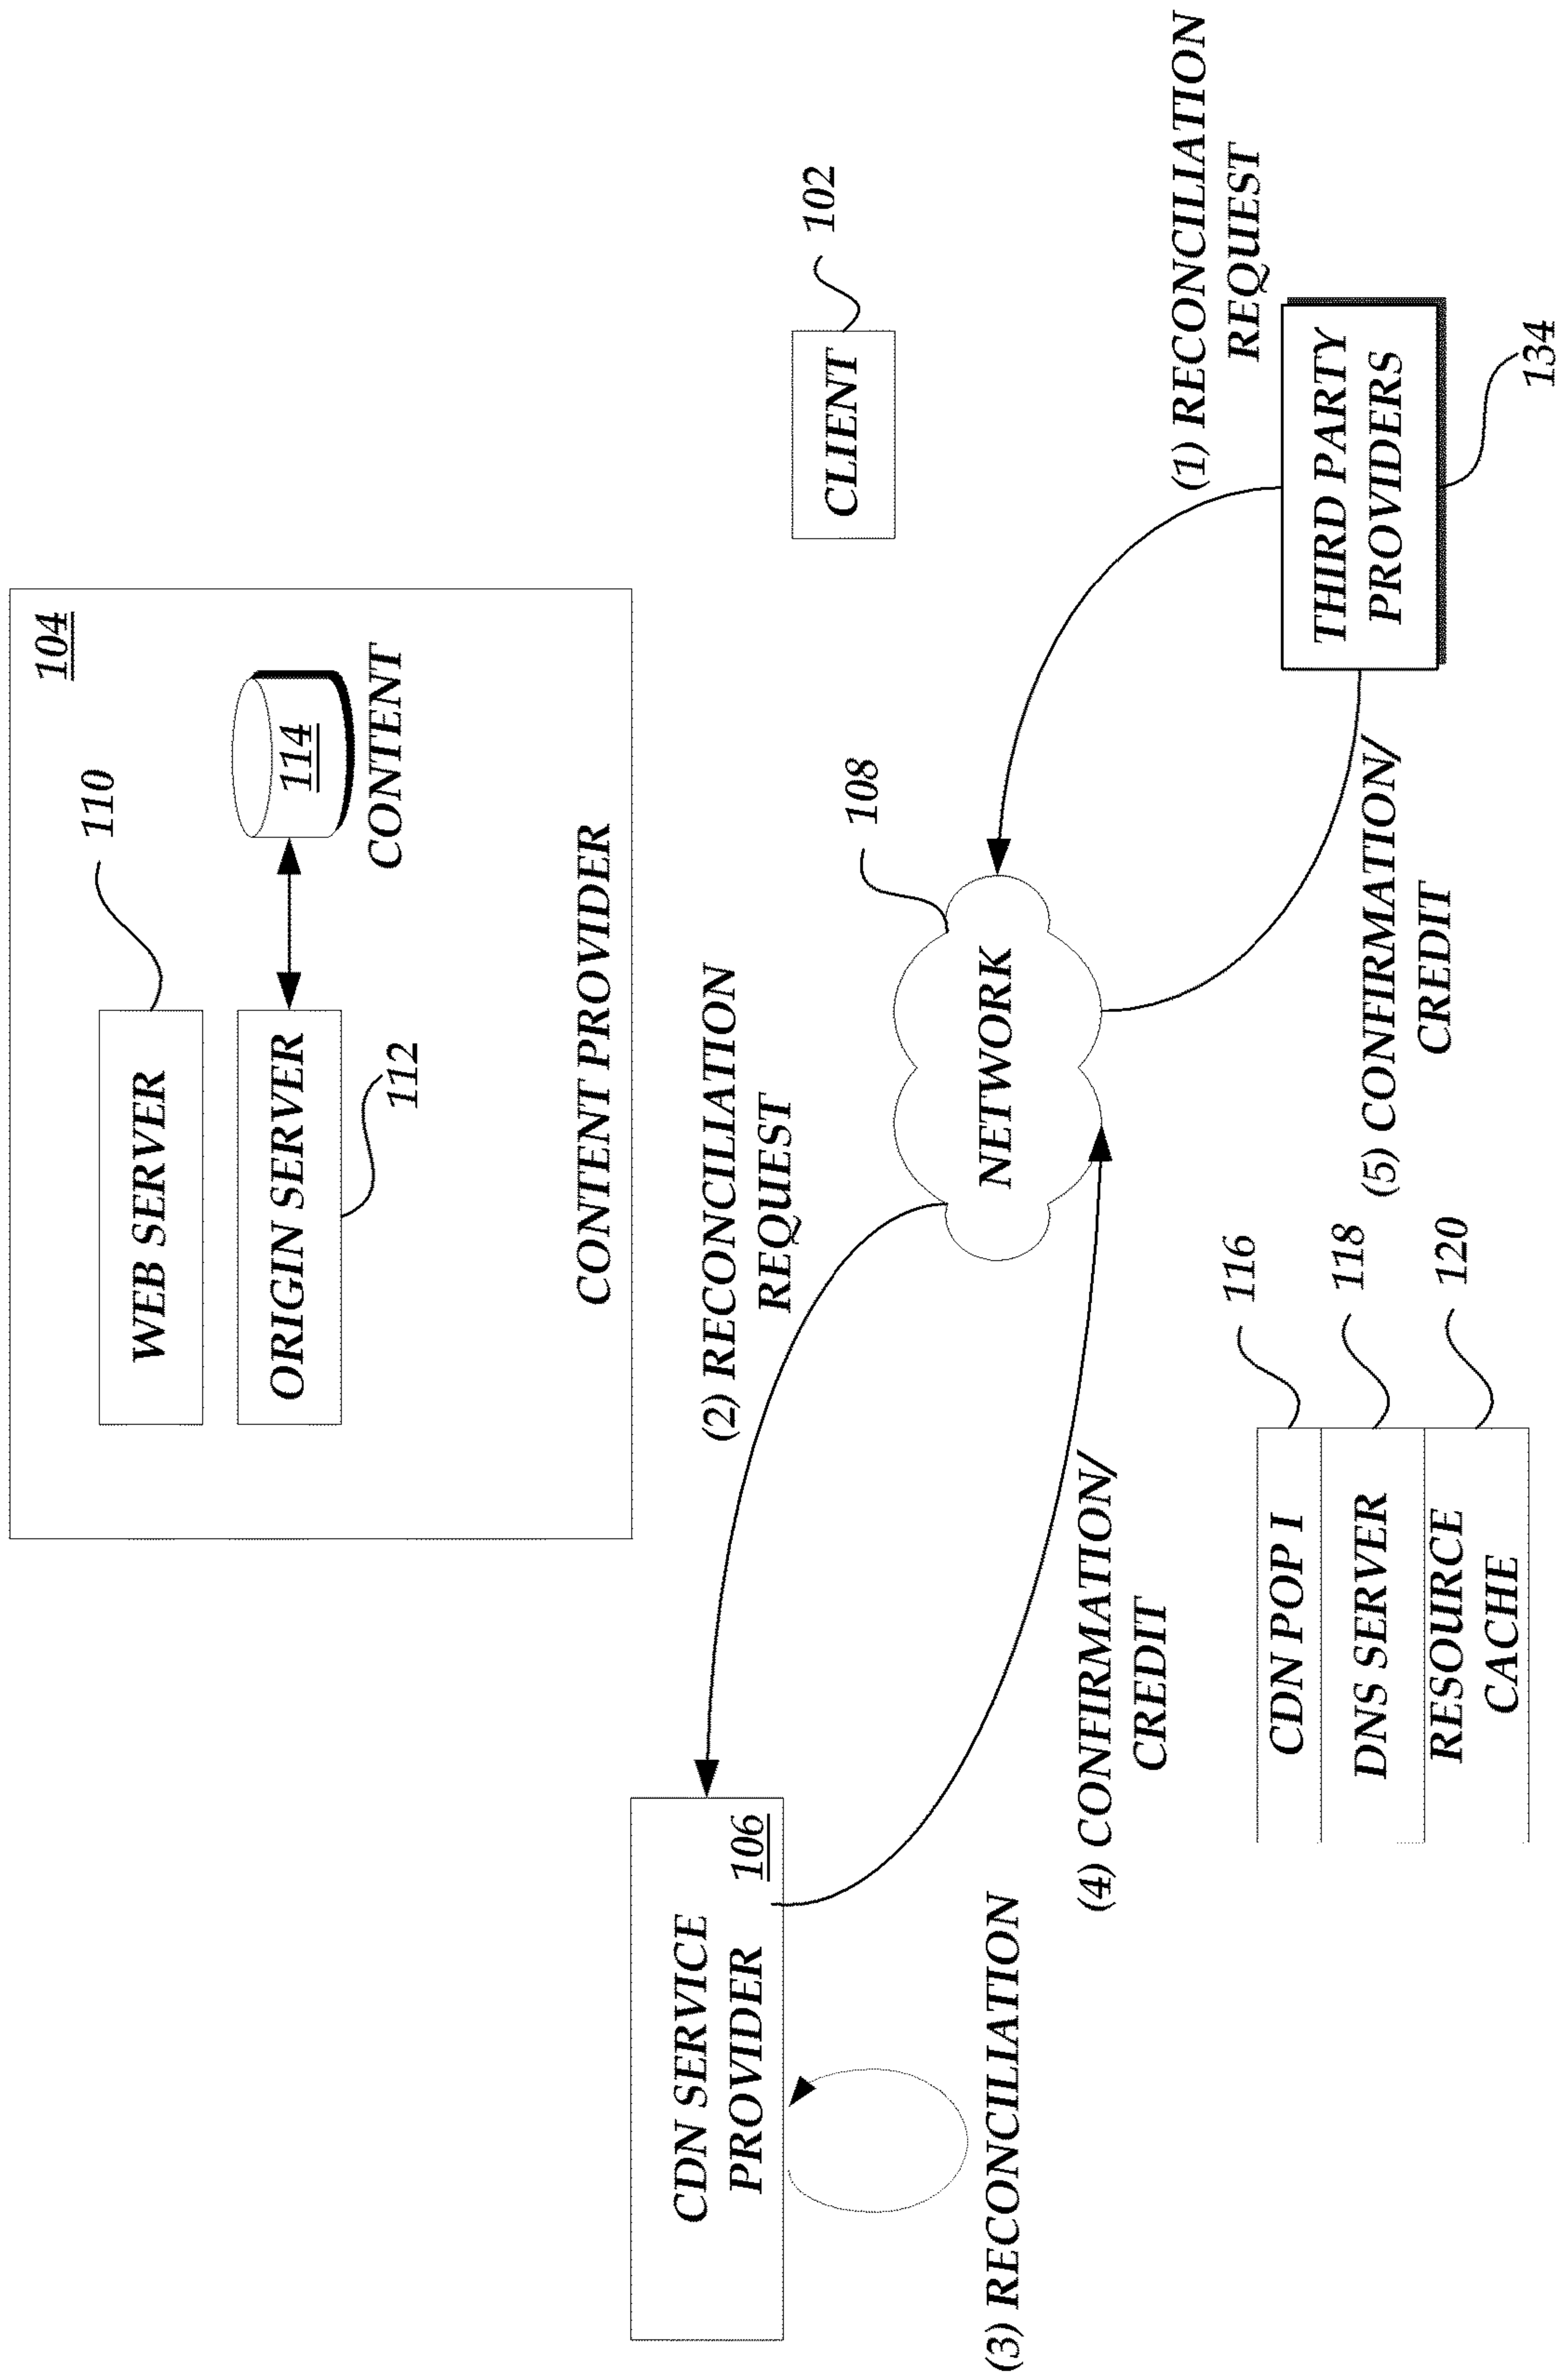 104
WEB SERVER
110
ORIGIN SERVER
112
114
CONTENT
CONTENT PROVIDER
CDN SERVICE
PROVIDER
106
(2) RECONCILIATION
REQUEST
CLIENT
102
108
NETWORK
(3) RECONCILIATION
(4) CONFIRMATION/
CREDIT
(1) RECONCILIATION
REQUEST
THIRD PARTY
PROVIDERS
134
(5) CONFIRMATION/
CREDIT
CDN POP I
116
DNS SERVER
118
RESOURCE
CACHE
120